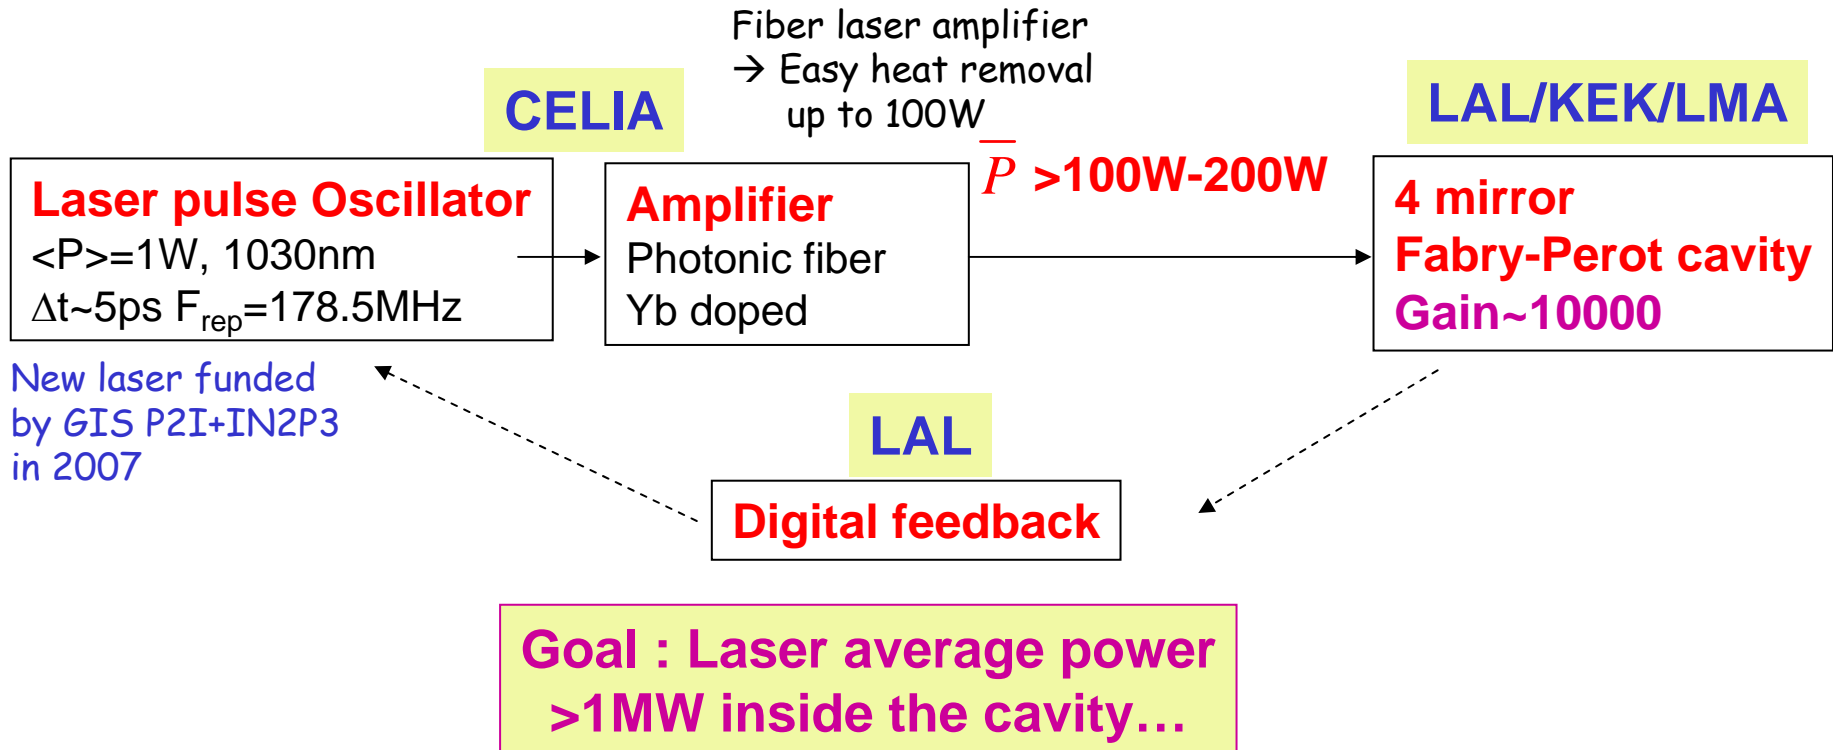 Fiber laser amplifier
→ Easy heat removal
up to 100W
CELIA
LAL/KEK/LMA
Laser pulse Oscillator
<P>=1W, 1030nm
Δt~5ps Frep=178.5MHz
Amplifier
Photonic fiber
Yb doped
P̅ >100W-200W
4 mirror
Fabry-Perot cavity
Gain~10000
New laser funded
by GIS P2I+IN2P3
in 2007
LAL
Digital feedback
Goal : Laser average power
>1MW inside the cavity…